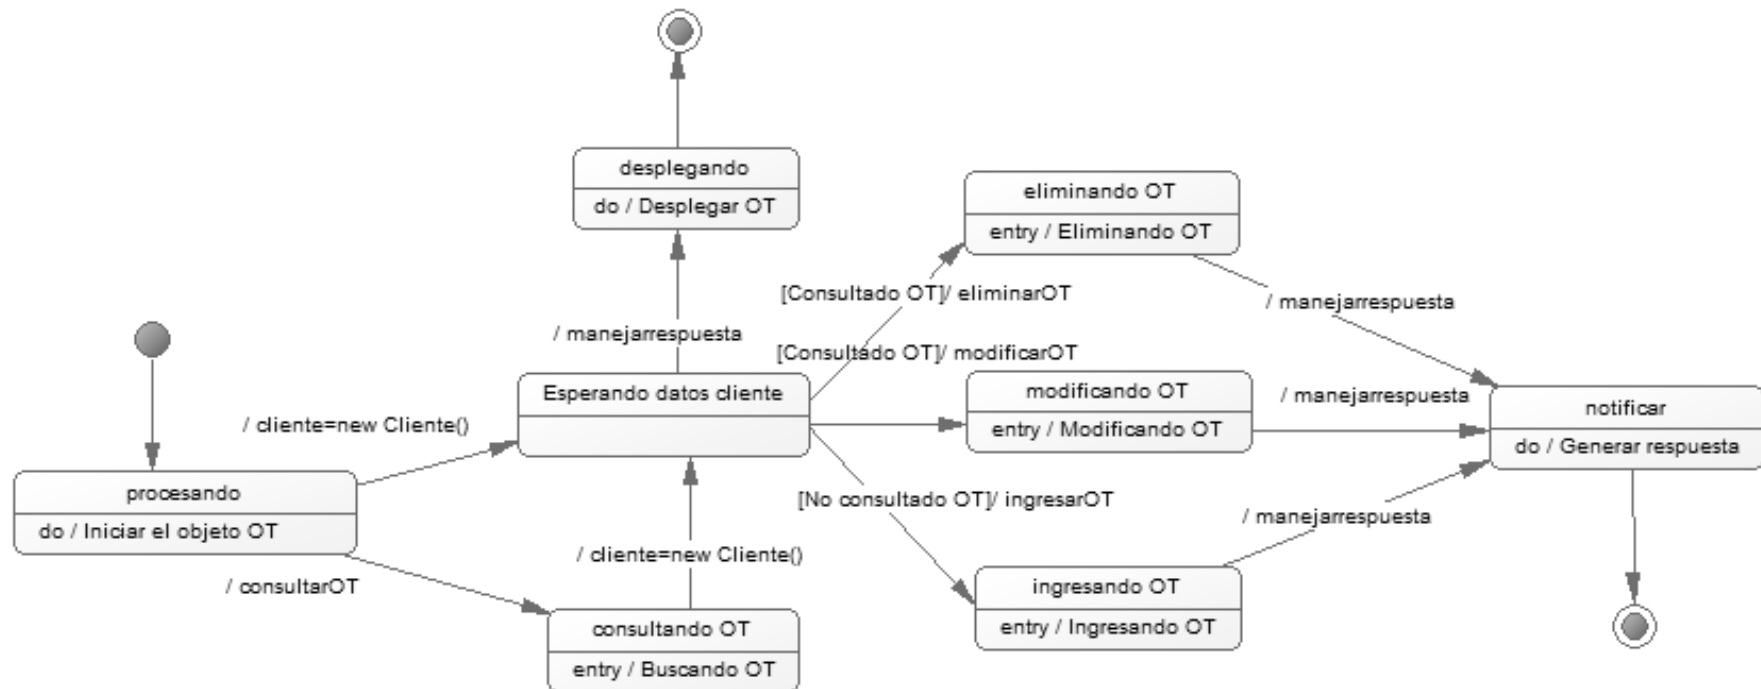 desplegando
do / Desplegar OT
eliminando OT
entry / Eliminando OT
[Consultado OT]/ eliminarOT
/ manejarrespuesta
/ manejarrespuesta
[Consultado OT]/ modificarOT
Esperando datos cliente
modificando OT
entry / Modificando OT
/ manejarrespuesta
notificar
do / Generar respuesta
/ cliente=new Cliente()
procesando
do / Iniciar el objeto OT
[No consultado OT]/ ingresarOT
/ manejarrespuesta
/ cliente=new Cliente()
/ consultarOT
ingresando OT
entry / Ingresando OT
consultando OT
entry / Buscando OT